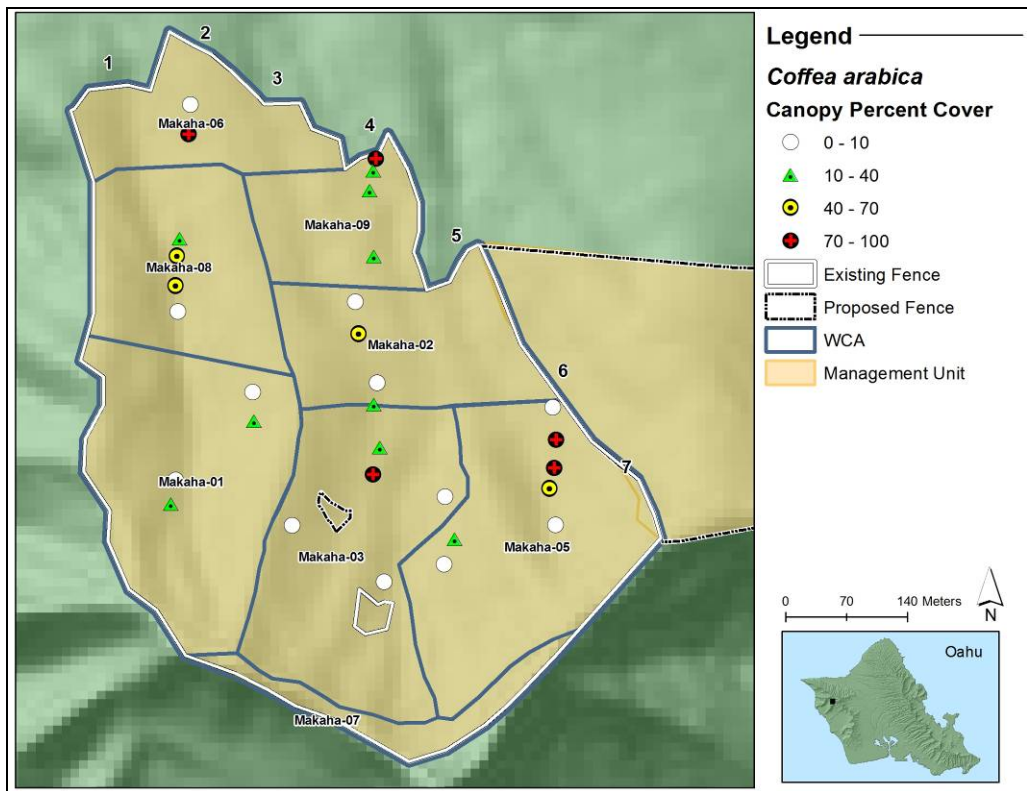 1
2
3
4
5
6
7
Makaha-06
Makaha-09
Makaha-08
Makaha-02
Makaha-01
Makaha-03
Makaha-05
Makaha-07
Legend
Coffea arabica
Canopy Percent Cover
0 - 10
10 - 40
40 - 70
70 - 100
Existing Fence
Proposed Fence
WCA
Management Unit
0 70 140 Meters
N
Oahu